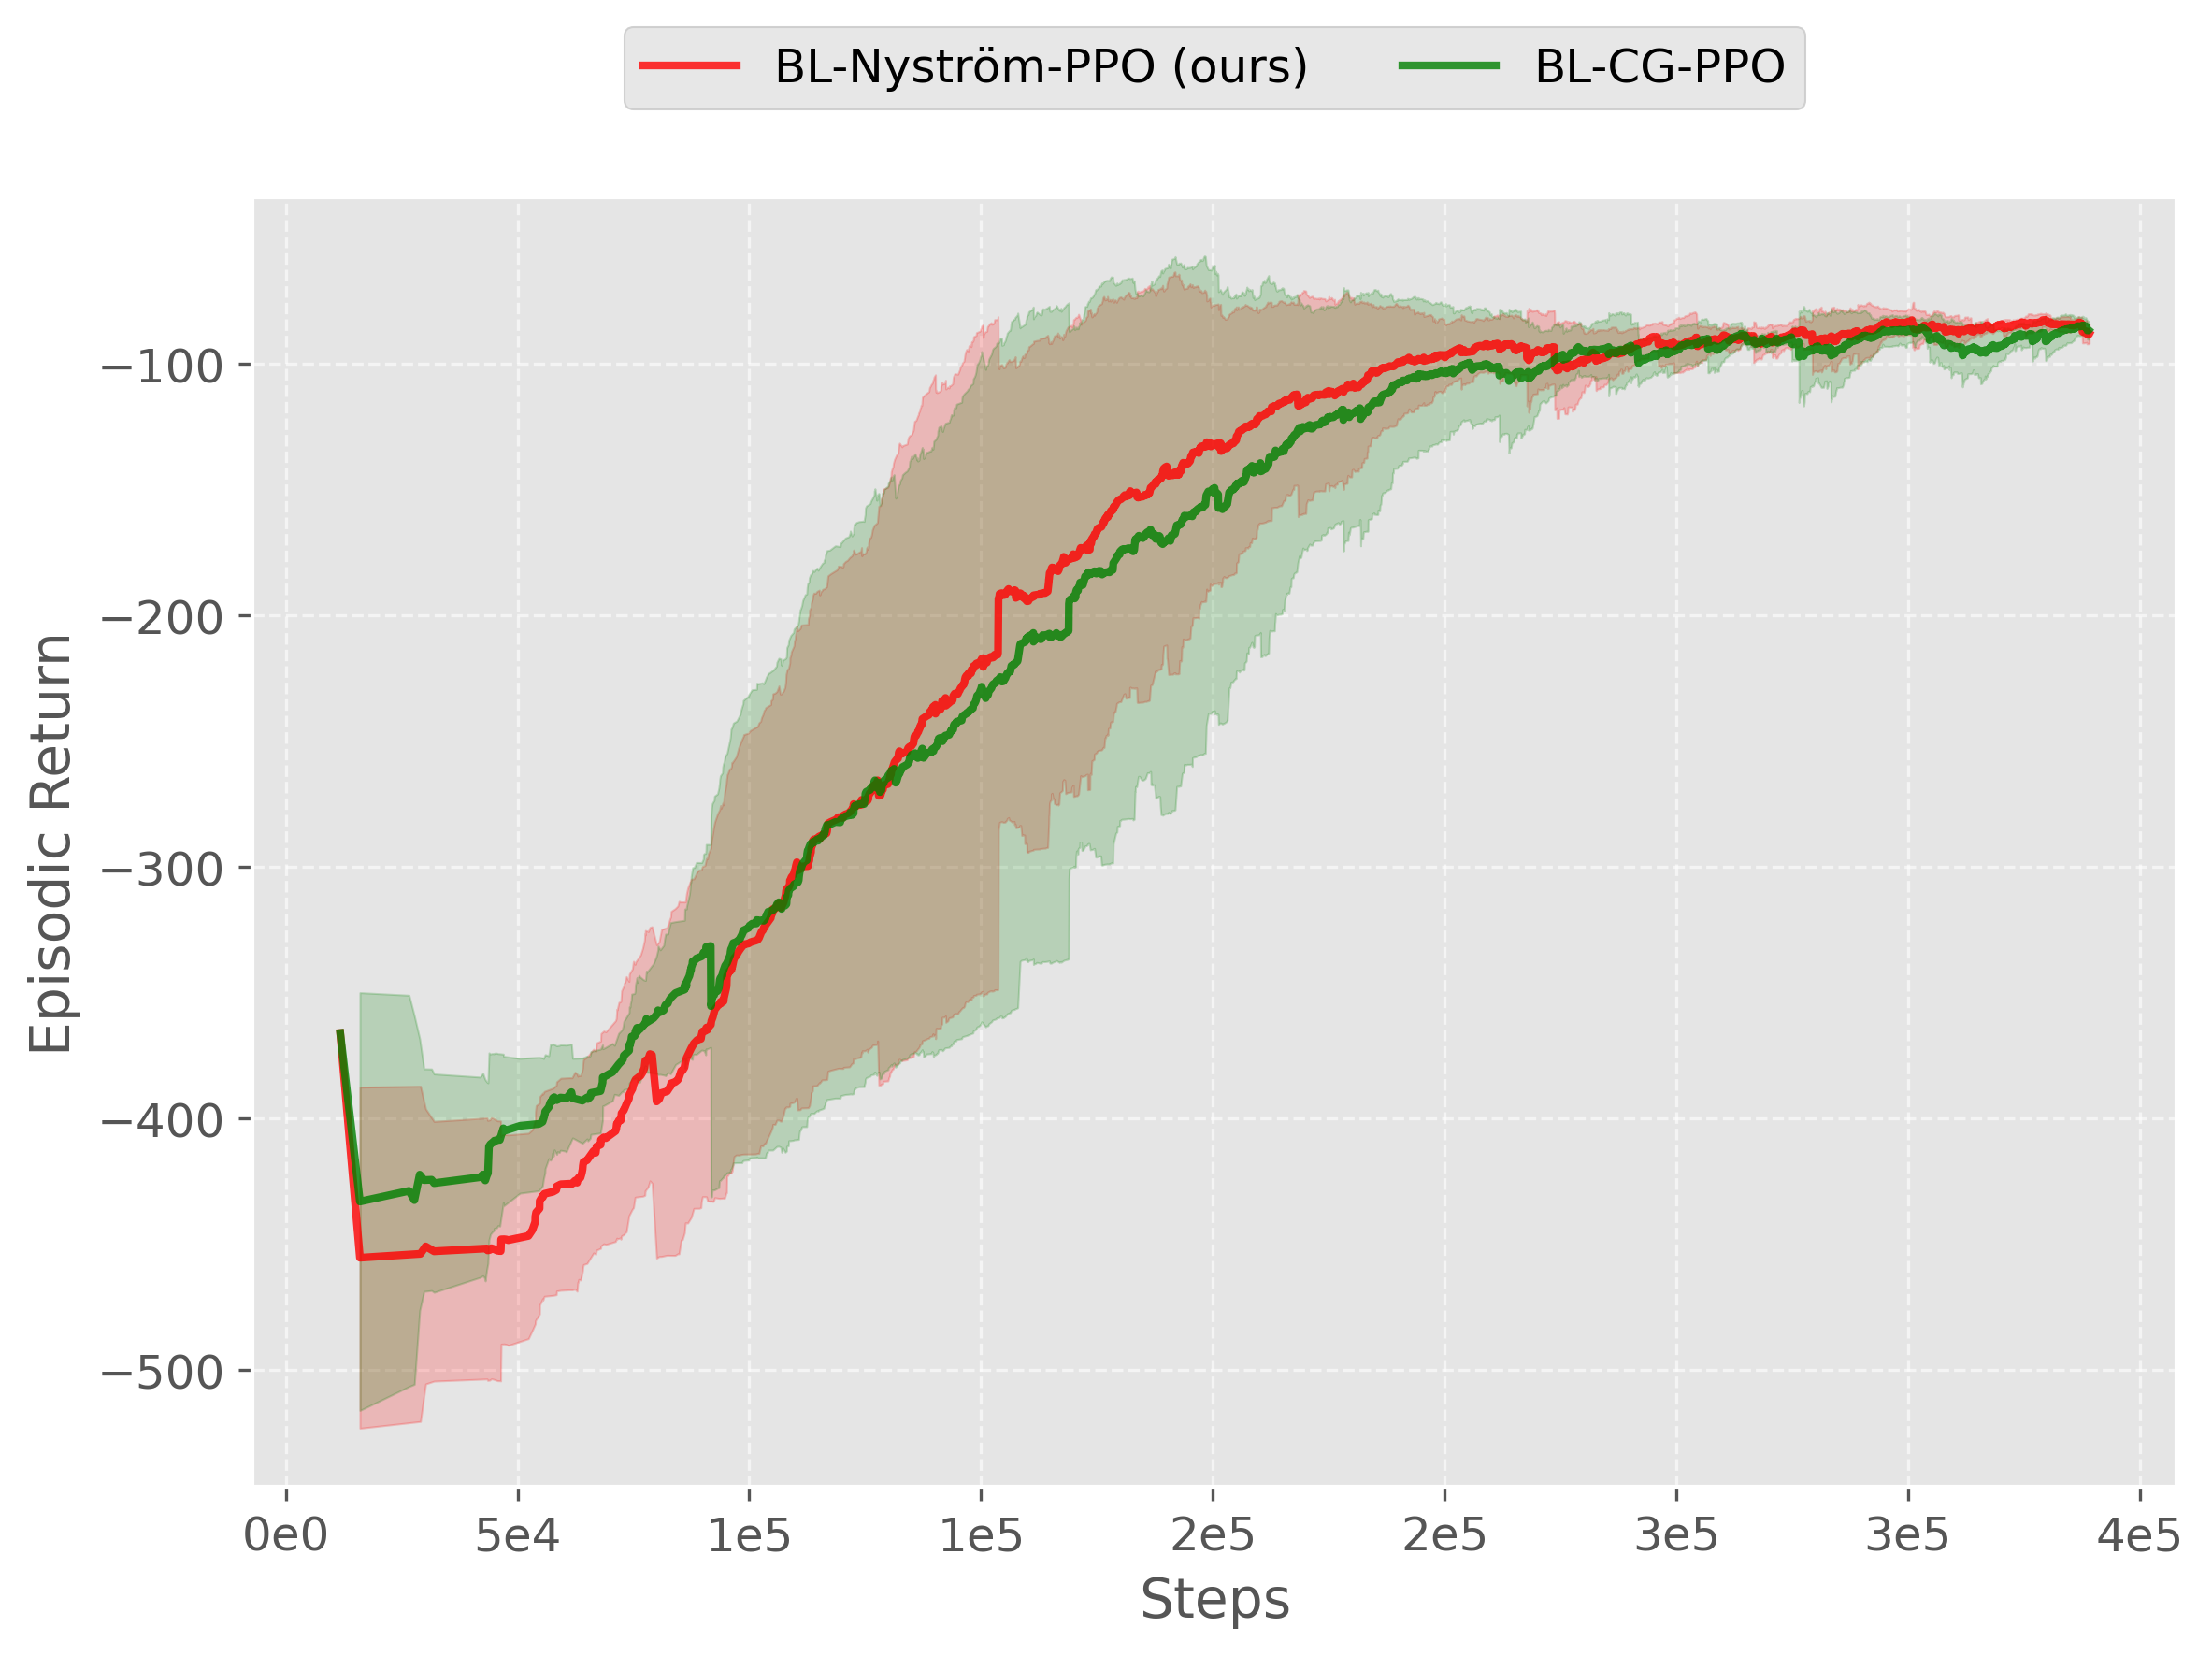 BL-Nyström-PPO (ours) BL-CG-PPO
−100
−200
−300
−400
−500
Episodic Return
0e0 5e4 1e5 1e5 2e5 2e5 3e5 3e5 4e5
Steps